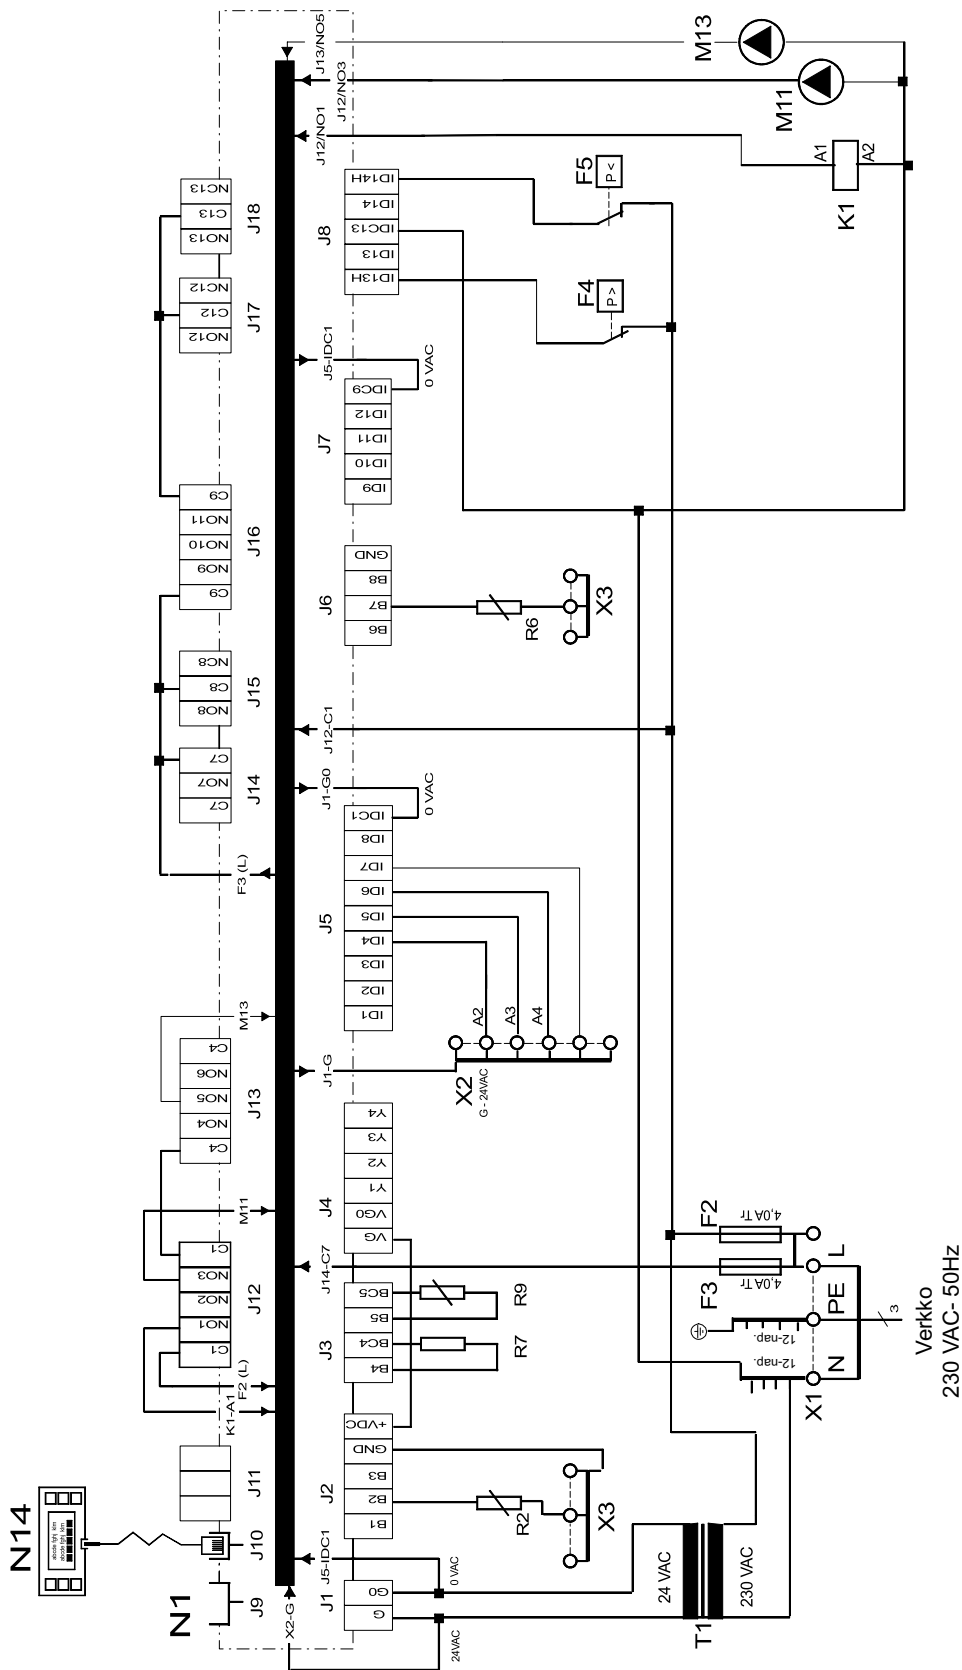 N14
abcde fghj klm
abcde fghj klm
N1
J9
J10
J11
K1-A1
F2 (L)
C1
NO1
NO2
NO3
C1
J12
M11
C4
NO4
NO5
NO6
C4
J13
M13
F3 (L)
C7
NO7
C7
J14
NO8
C8
NC8
J15
C9
NO9
NO10
NO11
C9
J16
NO12
C12
NC12
J17
NO13
C13
NC13
J18
X2-G
J5-IDC1
J14-C7
J1-G
J1-G0
J12-C1
J5-IDC1
J12/NO1
J12/NO3
J13/NO5
J1
G
G0
24VAC
0 VAC
J2
B1
B2
B3
GND
+VDC
R2
X3
J3
B4
BC4
B5
BC5
R7
R9
J4
VG
VG0
Y1
Y2
Y3
Y4
X2
G - 24VAC
A2
A3
A4
J5
ID1
ID2
ID3
ID4
ID5
ID6
ID7
ID8
IDC1
0 VAC
J6
B6
B7
B8
GND
R6
X3
J7
ID9
ID10
ID11
ID12
IDC9
0 VAC
J8
ID13H
ID13
IDC13
ID14
ID14H
F4
P >
F5
P <
K1
A1
A2
M11
M13
T1
24 VAC
230 VAC
X1
N
PE
L
12-nap.
12-nap.
F3
4,0A Tr
F2
4,0A Tr
3
Verkko
230 VAC- 50Hz